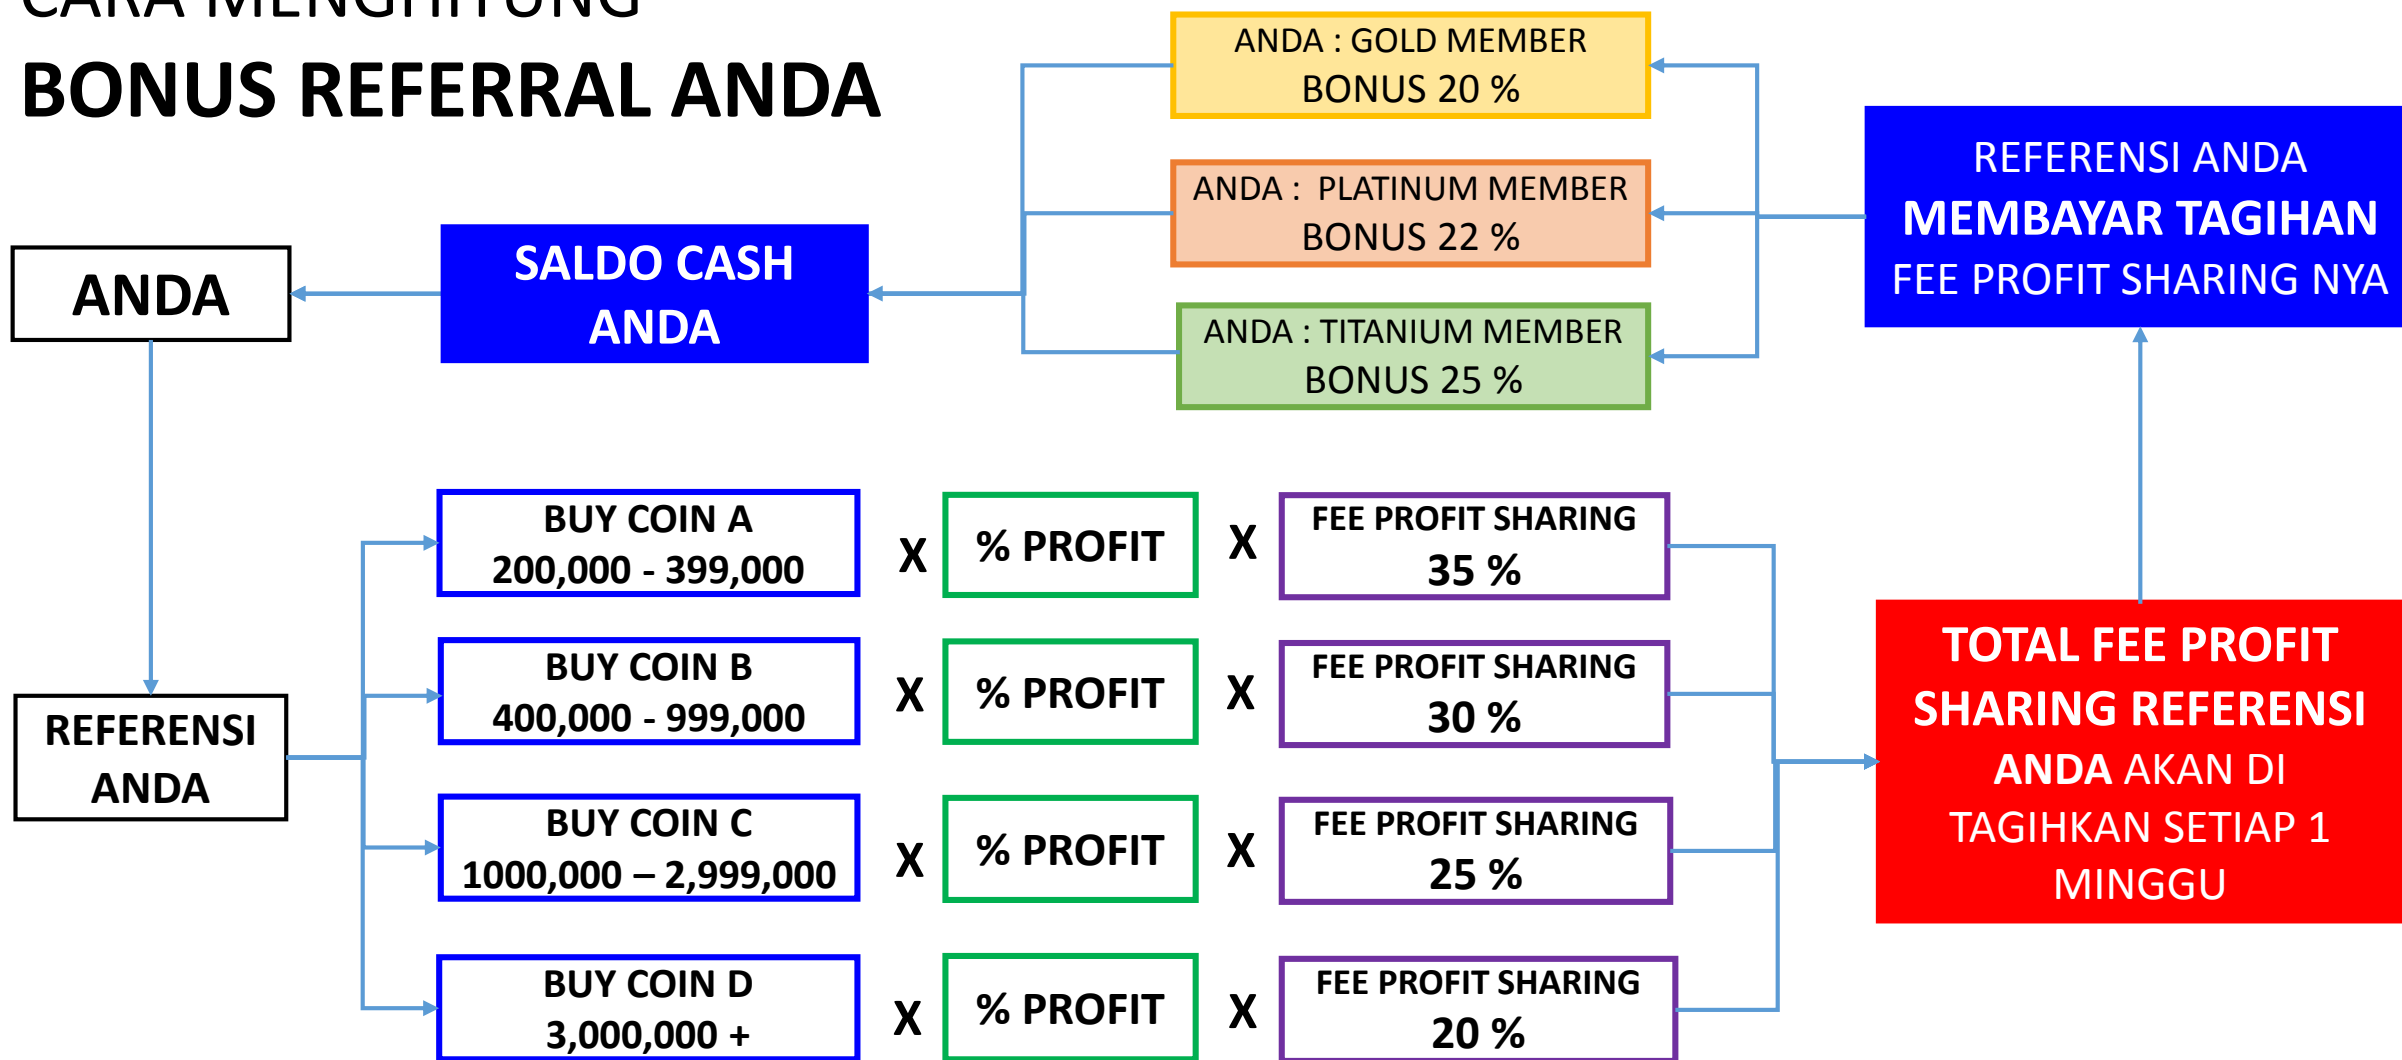 CARA MENGHITUNG
BONUS REFERRAL ANDA
ANDA : GOLD MEMBER
BONUS 20 %
ANDA : PLATINUM MEMBER
BONUS 22 %
ANDA : TITANIUM MEMBER
BONUS 25 %
REFERENSI ANDA
MEMBAYAR TAGIHAN
FEE PROFIT SHARING NYA
SALDO CASH
ANDA
ANDA
REFERENSI
ANDA
BUY COIN A
200,000 - 399,000
X
% PROFIT
X
FEE PROFIT SHARING
35 %
BUY COIN B
400,000 - 999,000
X
% PROFIT
X
FEE PROFIT SHARING
30 %
BUY COIN C
1000,000 – 2,999,000
X
% PROFIT
X
FEE PROFIT SHARING
25 %
BUY COIN D
3,000,000 +
X
% PROFIT
X
FEE PROFIT SHARING
20 %
TOTAL FEE PROFIT
SHARING REFERENSI
ANDA AKAN DI
TAGIHKAN SETIAP 1
MINGGU